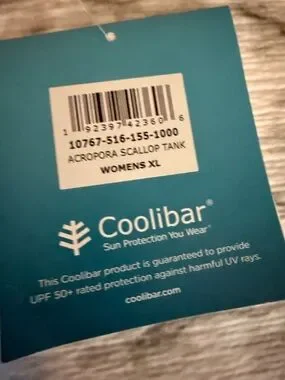 1 92397 42360 6
10767-516-155-1000
ACROPORA SCALLOP TANK
WOMENS XL
Coolibar®
Sun Protection You Wear®
This Coolibar product is guaranteed to provide
UPF 50+ rated protection against harmful UV rays.
coolibar.com